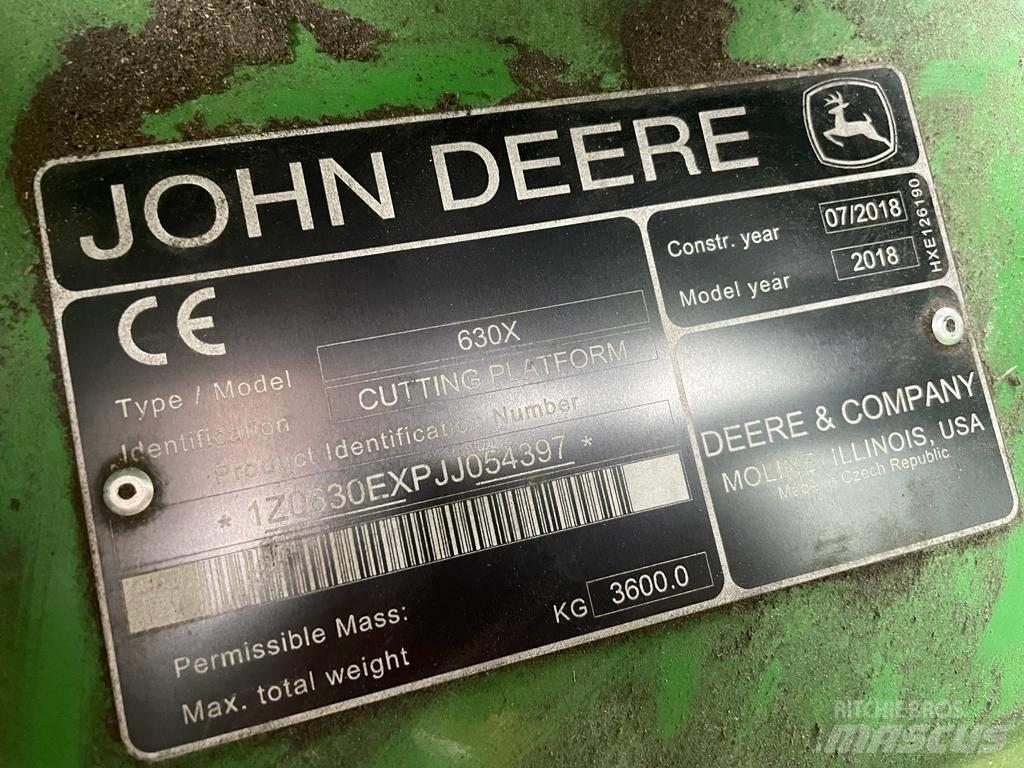 JOHN DEERE
CE
Type / Model 630X
Identification CUTTING PLATFORM
Product Identification Number
* 1Z0630EXPJJ054397 *
Permissible Mass:
Max. total weight KG 3600.0
Constr. year 07/2018
Model year 2018
HXE126190
DEERE & COMPANY
MOLINE ILLINOIS, USA
Made in Czech Republic
RITCHIE BROS
MASCUS